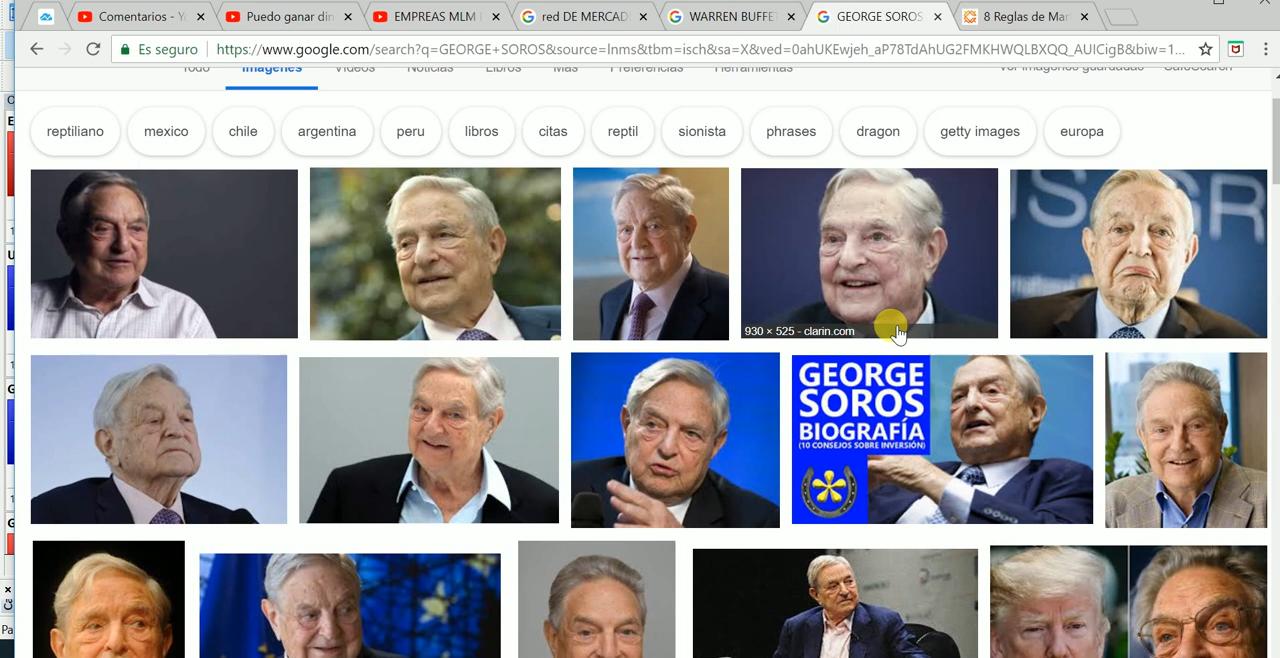 Comentarios - Yo
Puedo ganar din
EMPREAS MLM
red DE MERCAD
WARREN BUFFE
GEORGE SOROS
8 Reglas de Mar
Es seguro
https://www.google.com/search?q=GEORGE+SOROS&source=lnms&tbm=isch&sa=X&ved=0ahUKEwjeh_aP78TdAhUG2FMKHWQLBXQQ_AUICigB&biw=1...
Todo
Imágenes
Vídeos
Noticias
Libros
Más
Preferencias
Herramientas
Ver imágenes guardadas
SafeSearch
reptiliano
mexico
chile
argentina
peru
libros
citas
reptil
sionista
phrases
dragon
getty images
europa
930 × 525 - clarin.com
GEORGE
SOROS
BIOGRAFÍA
(10 CONSEJOS SOBRE INVERSIÓN)
Pa